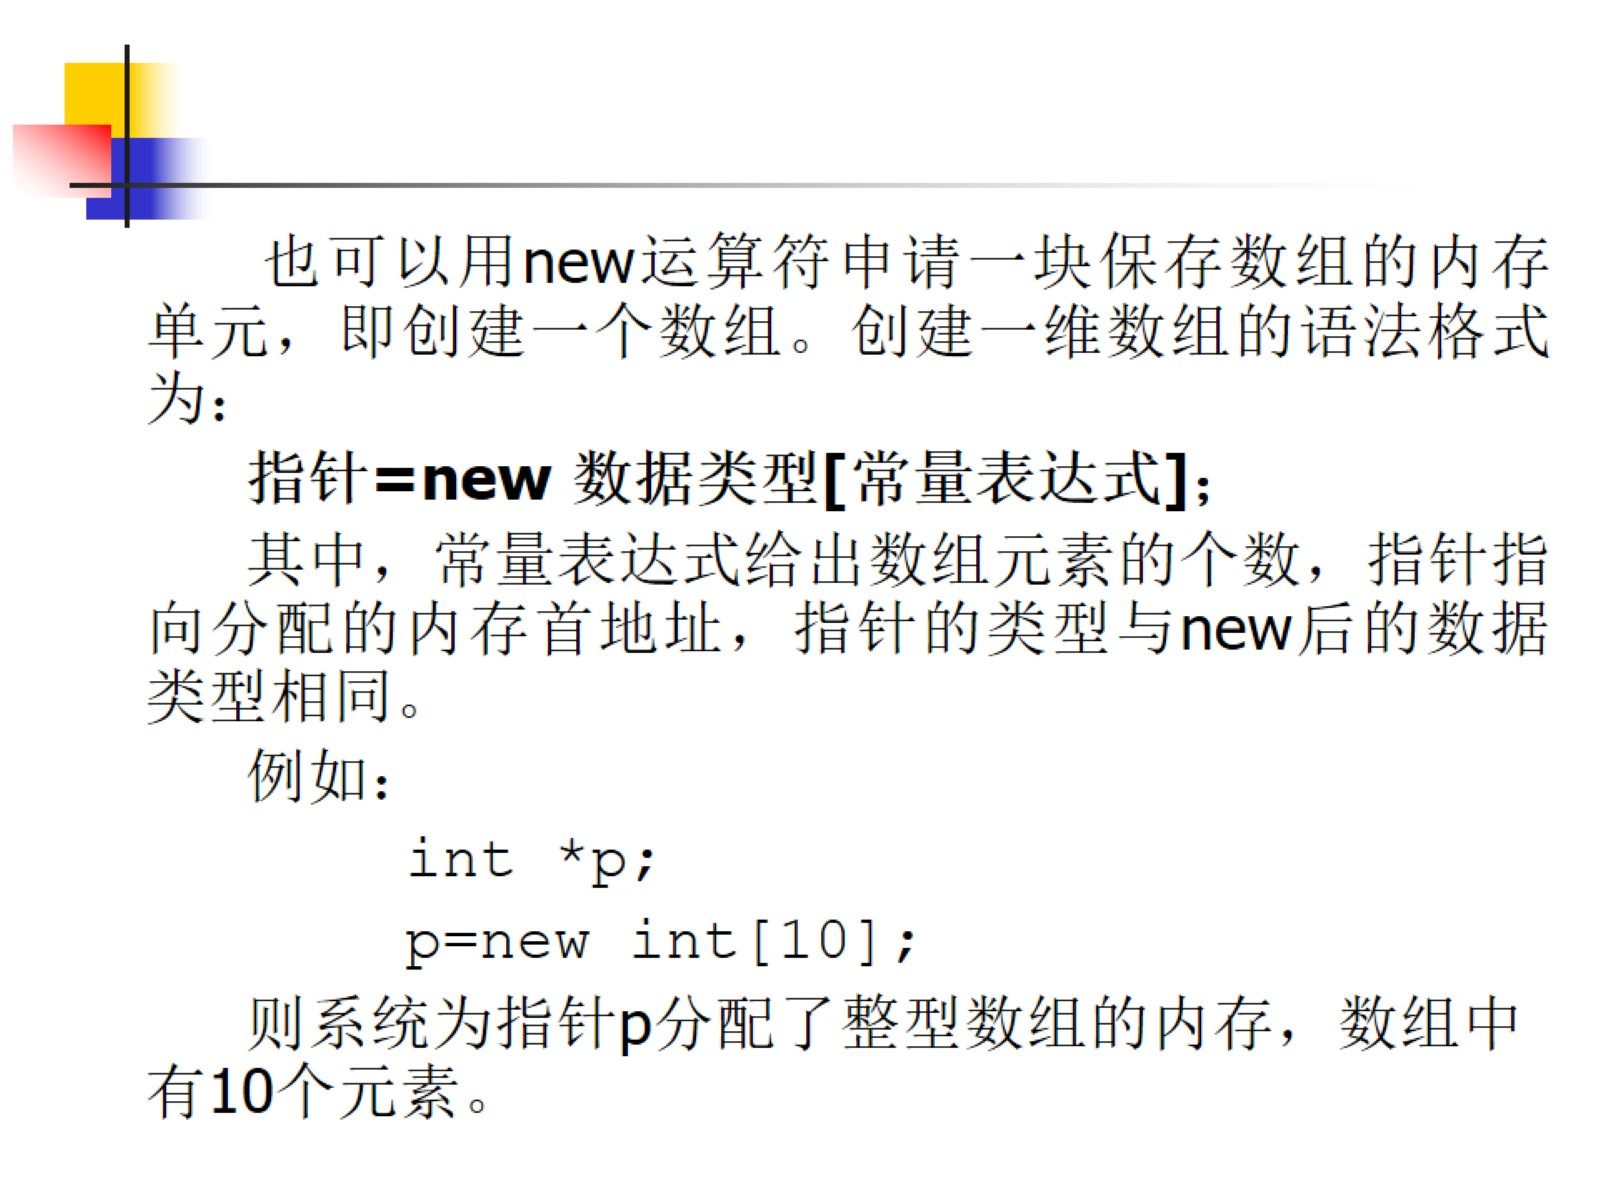 也可以用new运算符申请一块保存数组的内存
单元，即创建一个数组。创建一维数组的语法格式
为：
指针=new 数据类型[常量表达式]；
其中，常量表达式给出数组元素的个数，指针指
向分配的内存首地址，指针的类型与new后的数据
类型相同。
例如：
int *p;
p=new int[10];
则系统为指针p分配了整型数组的内存，数组中
有10个元素。